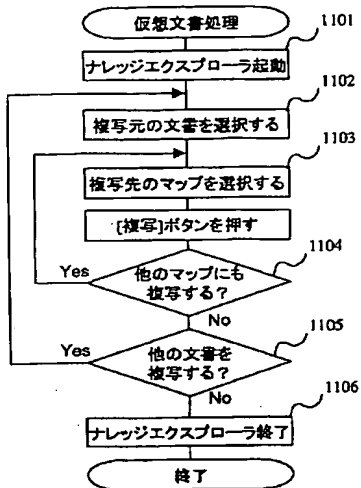 仮想文書処理
1101
ナレッジエクスプローラ起動
1102
複写元の文書を選択する
1103
複写先のマップを選択する
[複写]ボタンを押す
1104
Yes
他のマップにも
複写する？
No
1105
Yes
他の文書を
複写する？
No
1106
ナレッジエクスプローラ終了
終了